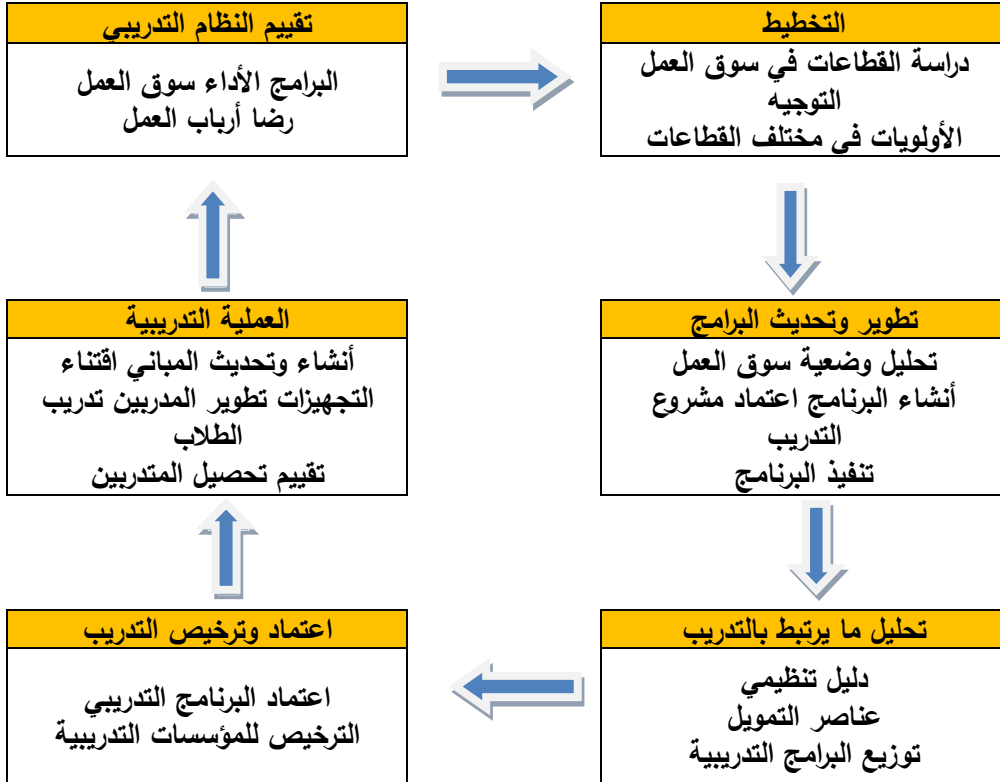 التخطيط
دراسة القطاعات في سوق العمل
التوجيه
الأولويات في مختلف القطاعات
تطوير وتحديث البرامج
تحليل وضعية سوق العمل
أنشاء البرنامج اعتماد مشروع
التدريب
تنفيذ البرنامج
تحليل ما يرتبط بالتدريب
دليل تنظيمي
عناصر التمويل
توزيع البرامج التدريبية
اعتماد وترخيص التدريب
اعتماد البرنامج التدريبي
الترخيص للمؤسسات التدريبية
العملية التدريبية
أنشاء وتحديث المباني اقتناء
التجهيزات تطوير المدربين تدريب
الطلاب
تقييم تحصيل المتدربين
تقييم النظام التدريبي
البرامج الأداء سوق العمل
رضا أرباب العمل